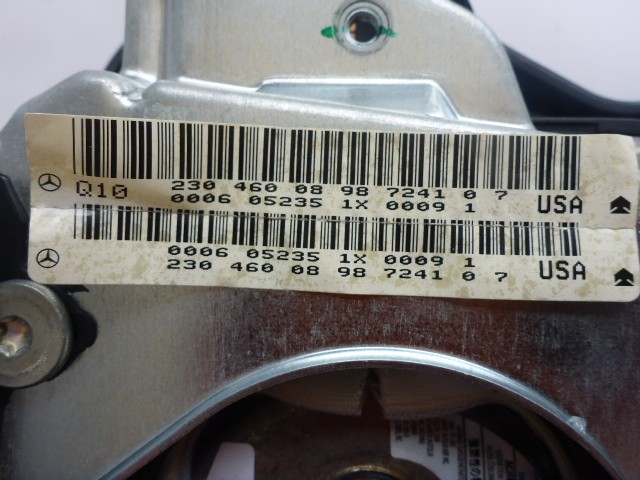 Q10 230 460 08 98 7241 0 7
0006 05235 1X 0009 1 USA
0006 05235 1X 0009 1
230 460 08 98 7241 0 7 USA